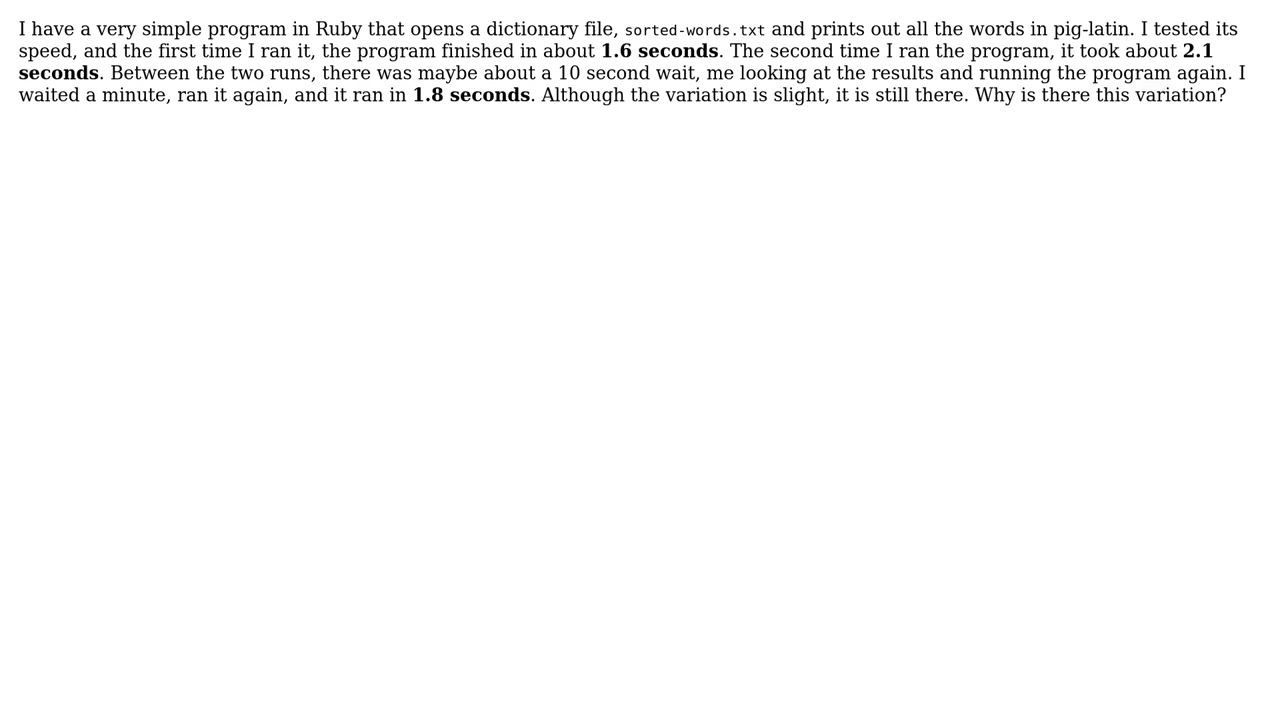 I have a very simple program in Ruby that opens a dictionary file, sorted-words.txt and prints out all the words in pig-latin. I tested its
speed, and the first time I ran it, the program finished in about 1.6 seconds. The second time I ran the program, it took about 2.1
seconds. Between the two runs, there was maybe about a 10 second wait, me looking at the results and running the program again. I
waited a minute, ran it again, and it ran in 1.8 seconds. Although the variation is slight, it is still there. Why is there this variation?